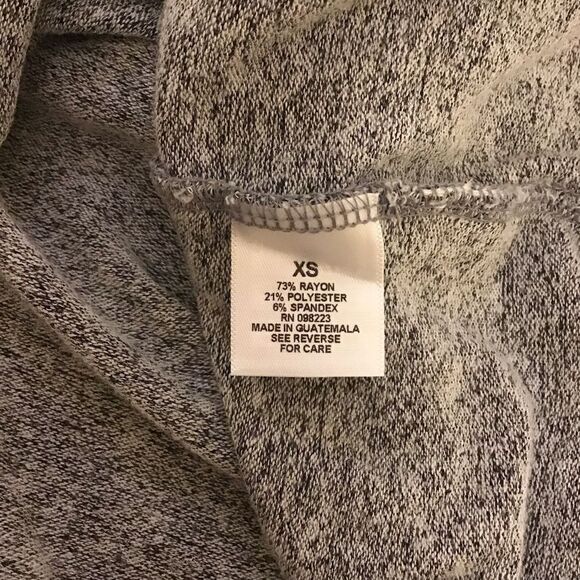 XS
73% RAYON
21% POLYESTER
6% SPANDEX
RN 098223
MADE IN GUATEMALA
SEE REVERSE
FOR CARE